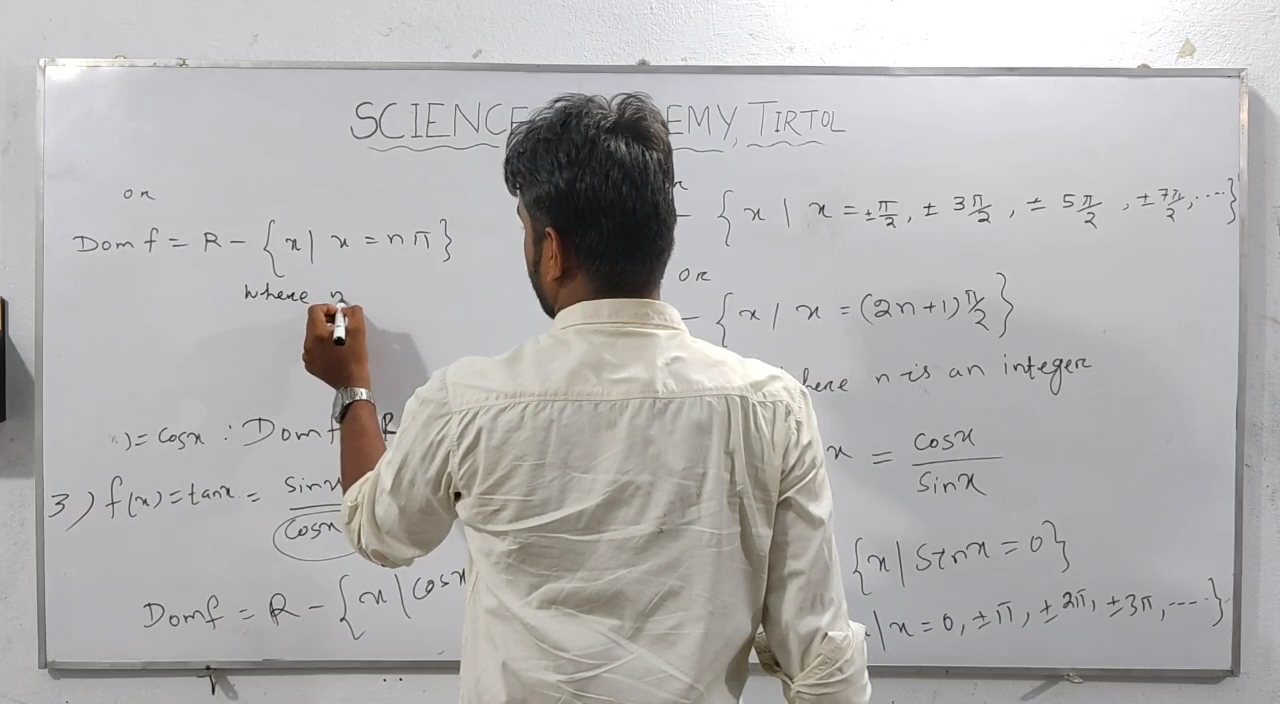 SCIENCE EMY, TIRTOL
or
Dom f = R - {x | x = nπ}
where n
) = cosx : Dom f R
3) f(x) = tanx = sinx / cosx
Dom f = R - {x | cosx
- {x | x = ±π/2, ± 3π/2, ± 5π/2, ±7π/2, ....}
or
- {x | x = (2n+1) π/2}
here n is an integer
x = cosx / sinx
{x | sinx = 0}
| x = 0, ±π, ±2π, ±3π, ....}